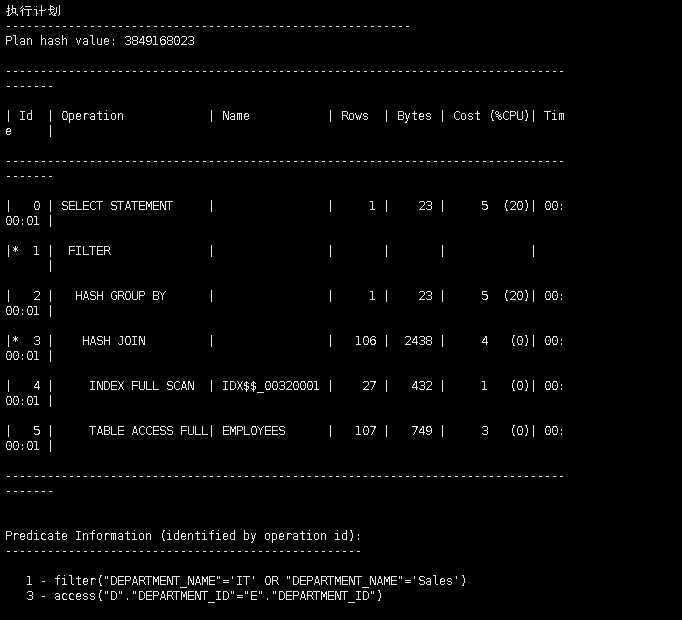 执行计划
----------------------------------------------------------
Plan hash value: 3849168023

--------------------------------------------------------------------------------
-------

| Id  | Operation            | Name            | Rows  | Bytes | Cost (%CPU)| Tim
e     |

--------------------------------------------------------------------------------
-------

|   0 | SELECT STATEMENT     |                 |     1 |    23 |     5  (20)| 00:
00:01 |

|*  1 |  FILTER              |                 |       |       |            |
      |

|   2 |   HASH GROUP BY      |                 |     1 |    23 |     5  (20)| 00:
00:01 |

|*  3 |    HASH JOIN         |                 |   106 |  2438 |     4   (0)| 00:
00:01 |

|   4 |     INDEX FULL SCAN  | IDX$$_00320001 |    27 |   432 |     1   (0)| 00:
00:01 |

|   5 |     TABLE ACCESS FULL| EMPLOYEES       |   107 |   749 |     3   (0)| 00:
00:01 |

--------------------------------------------------------------------------------
-------

Predicate Information (identified by operation id):
---------------------------------------------------

   1 - filter("DEPARTMENT_NAME"='IT' OR "DEPARTMENT_NAME"='Sales')
   3 - access("D"."DEPARTMENT_ID"="E"."DEPARTMENT_ID")